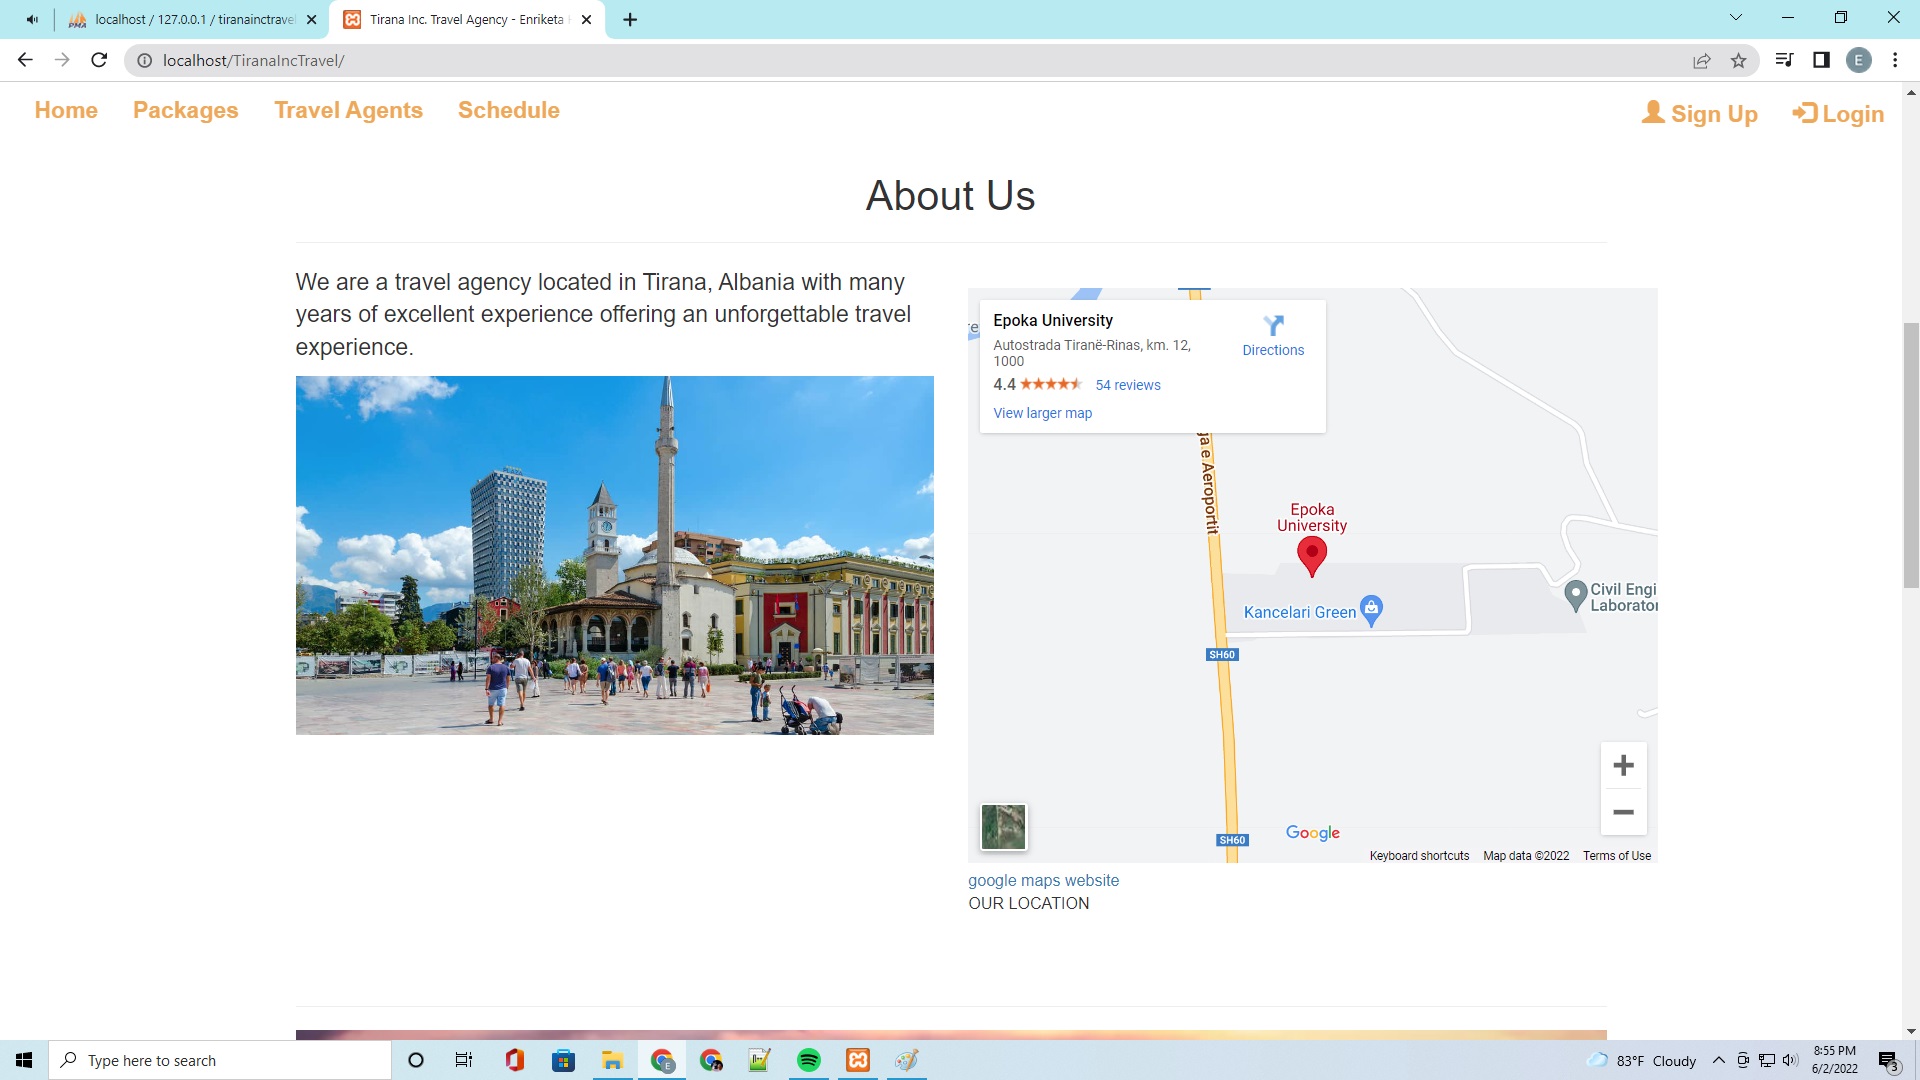 localhost / 127.0.0.1 / tiranainctrave
Tirana Inc. Travel Agency - Enriketa
localhost/TiranaIncTravel/
E
Home Packages Travel Agents Schedule Sign Up Login
About Us
We are a travel agency located in Tirana, Albania with many
years of excellent experience offering an unforgettable travel
experience.
PLAZA
Epoka University
Autostrada Tiranë-Rinas, km. 12,
1000
Directions
4.4 54 reviews
View larger map
ga e Aeroportit
Epoka
University
Kancelari Green
Civil Engi
Laborator
SH60
SH60
Google
Keyboard shortcuts Map data ©2022 Terms of Use
google maps website
OUR LOCATION
Type here to search
83°F Cloudy
8:55 PM
6/2/2022
3